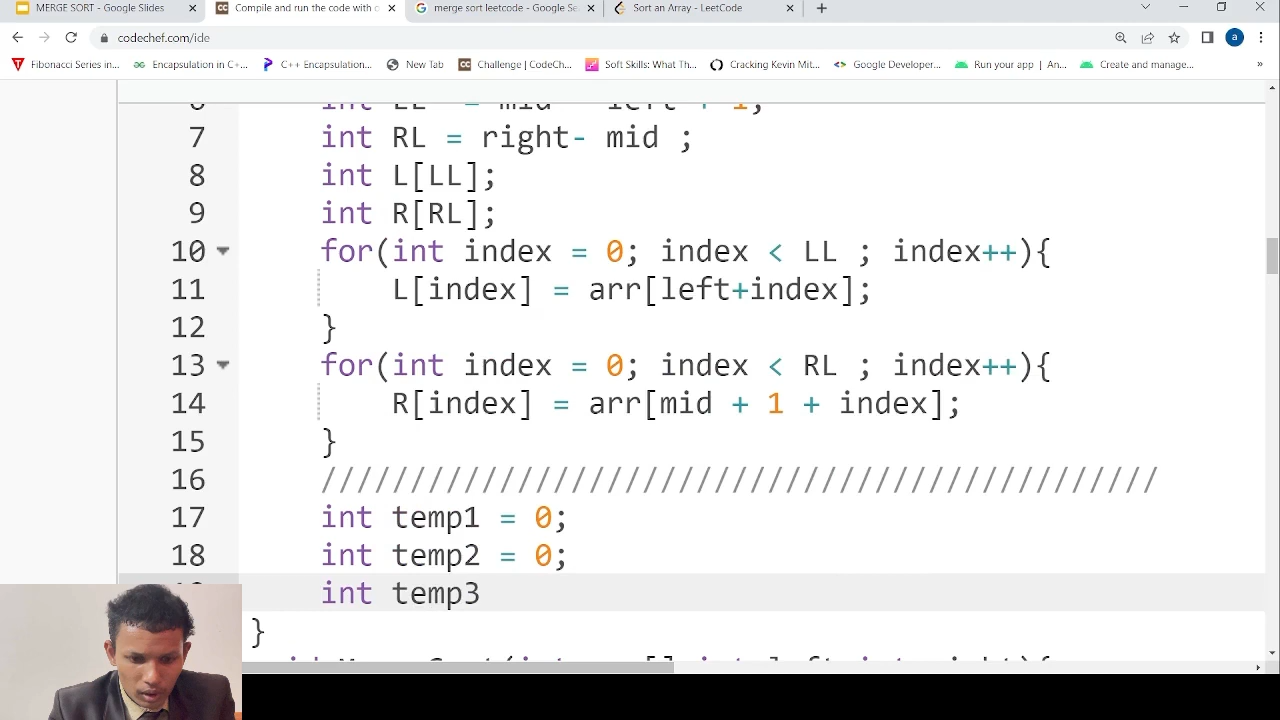 MERGE SORT - Google Slides
Compile and run the code with o
merge sort leetcode - Google Se
Sort an Array - LeetCode
codechef.com/ide
a
Fibonacci Series in...
Encapsulation in C+...
C++ Encapsulation...
New Tab
Challenge | CodeCh...
Soft Skills: What Th...
Cracking Kevin Mit...
Google Developer...
Run your app | An...
Create and manage...
»
7 int RL = right- mid ;
8 int L[LL];
9 int R[RL];
10 for(int index = 0; index < LL ; index++){
11 L[index] = arr[left+index];
12 }
13 for(int index = 0; index < RL ; index++){
14 R[index] = arr[mid + 1 + index];
15 }
16 ///////////////////////////////////////////////
17 int temp1 = 0;
18 int temp2 = 0;
int temp3
}